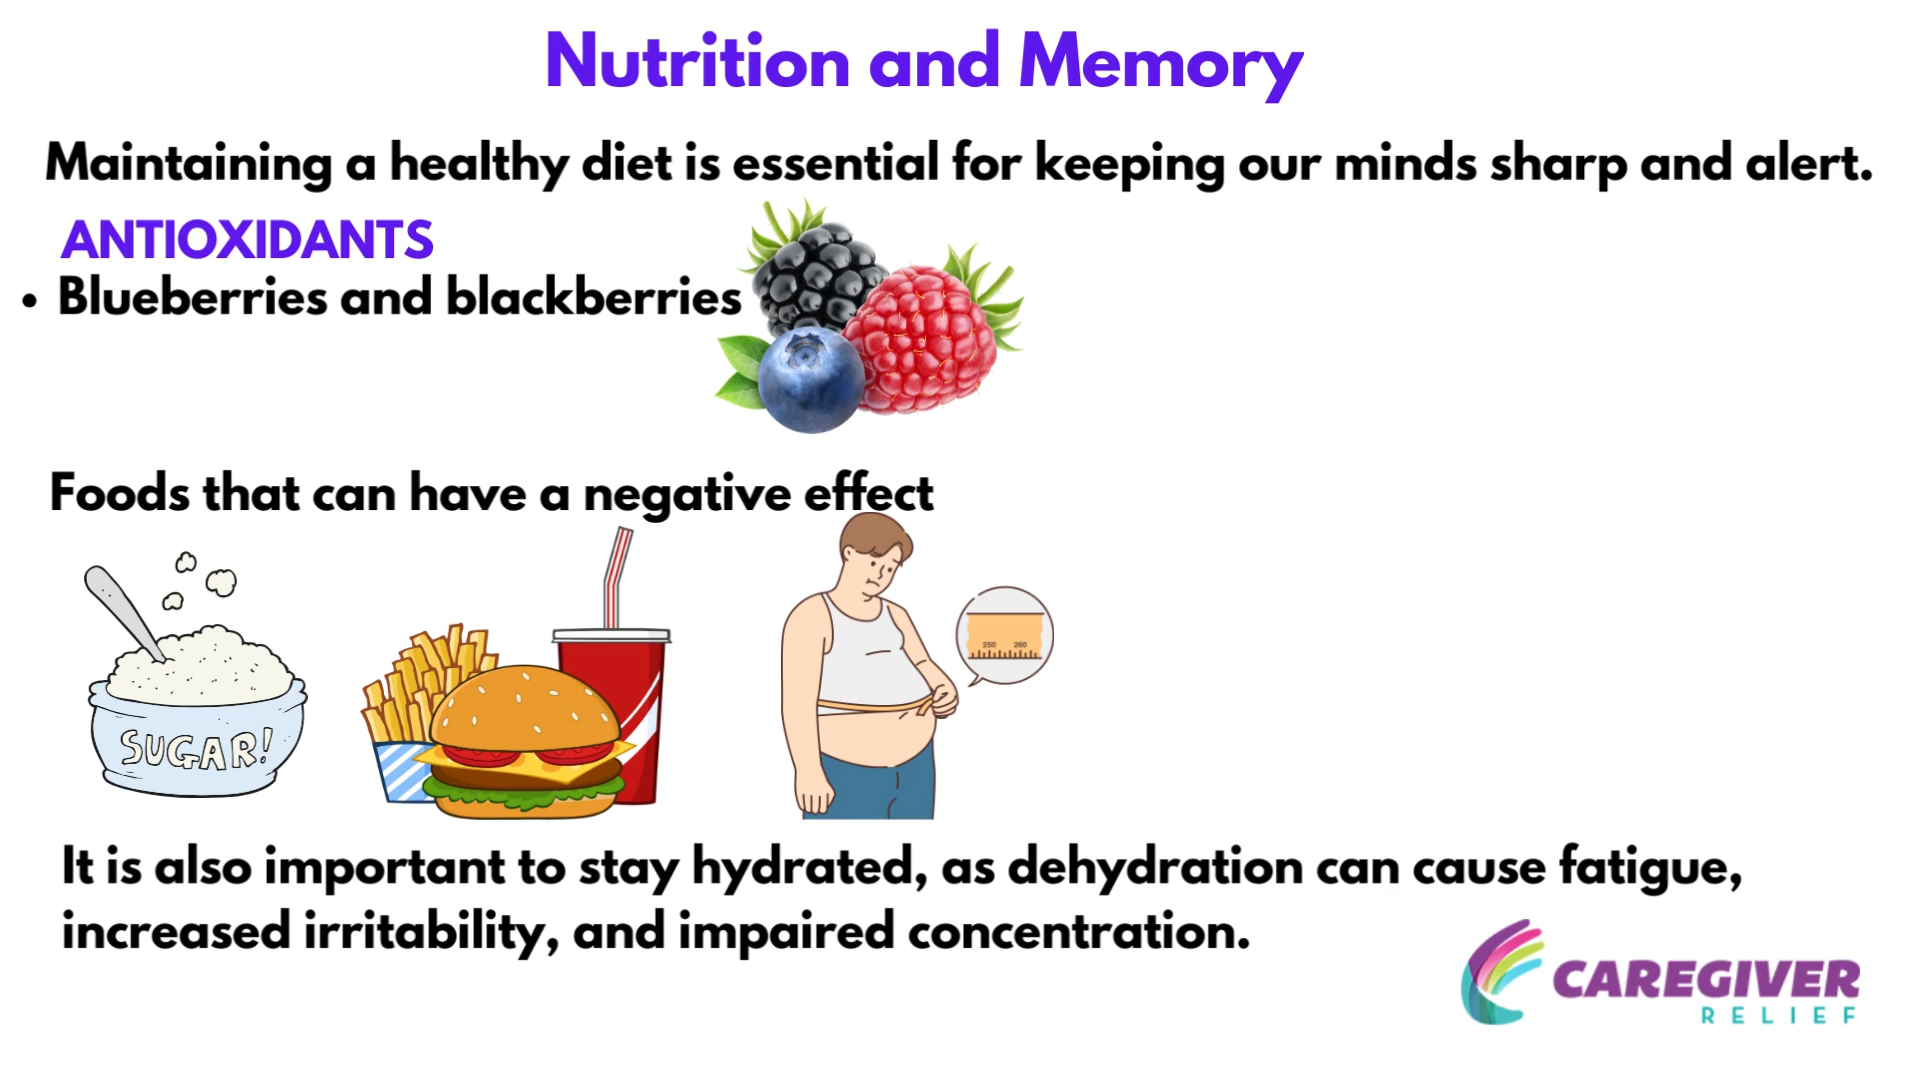 Nutrition and Memory
Maintaining a healthy diet is essential for keeping our minds sharp and alert.
ANTIOXIDANTS
• Blueberries and blackberries
Foods that can have a negative effect
SUGAR!
250 260
It is also important to stay hydrated, as dehydration can cause fatigue,
increased irritability, and impaired concentration.
CAREGIVER
RELIEF